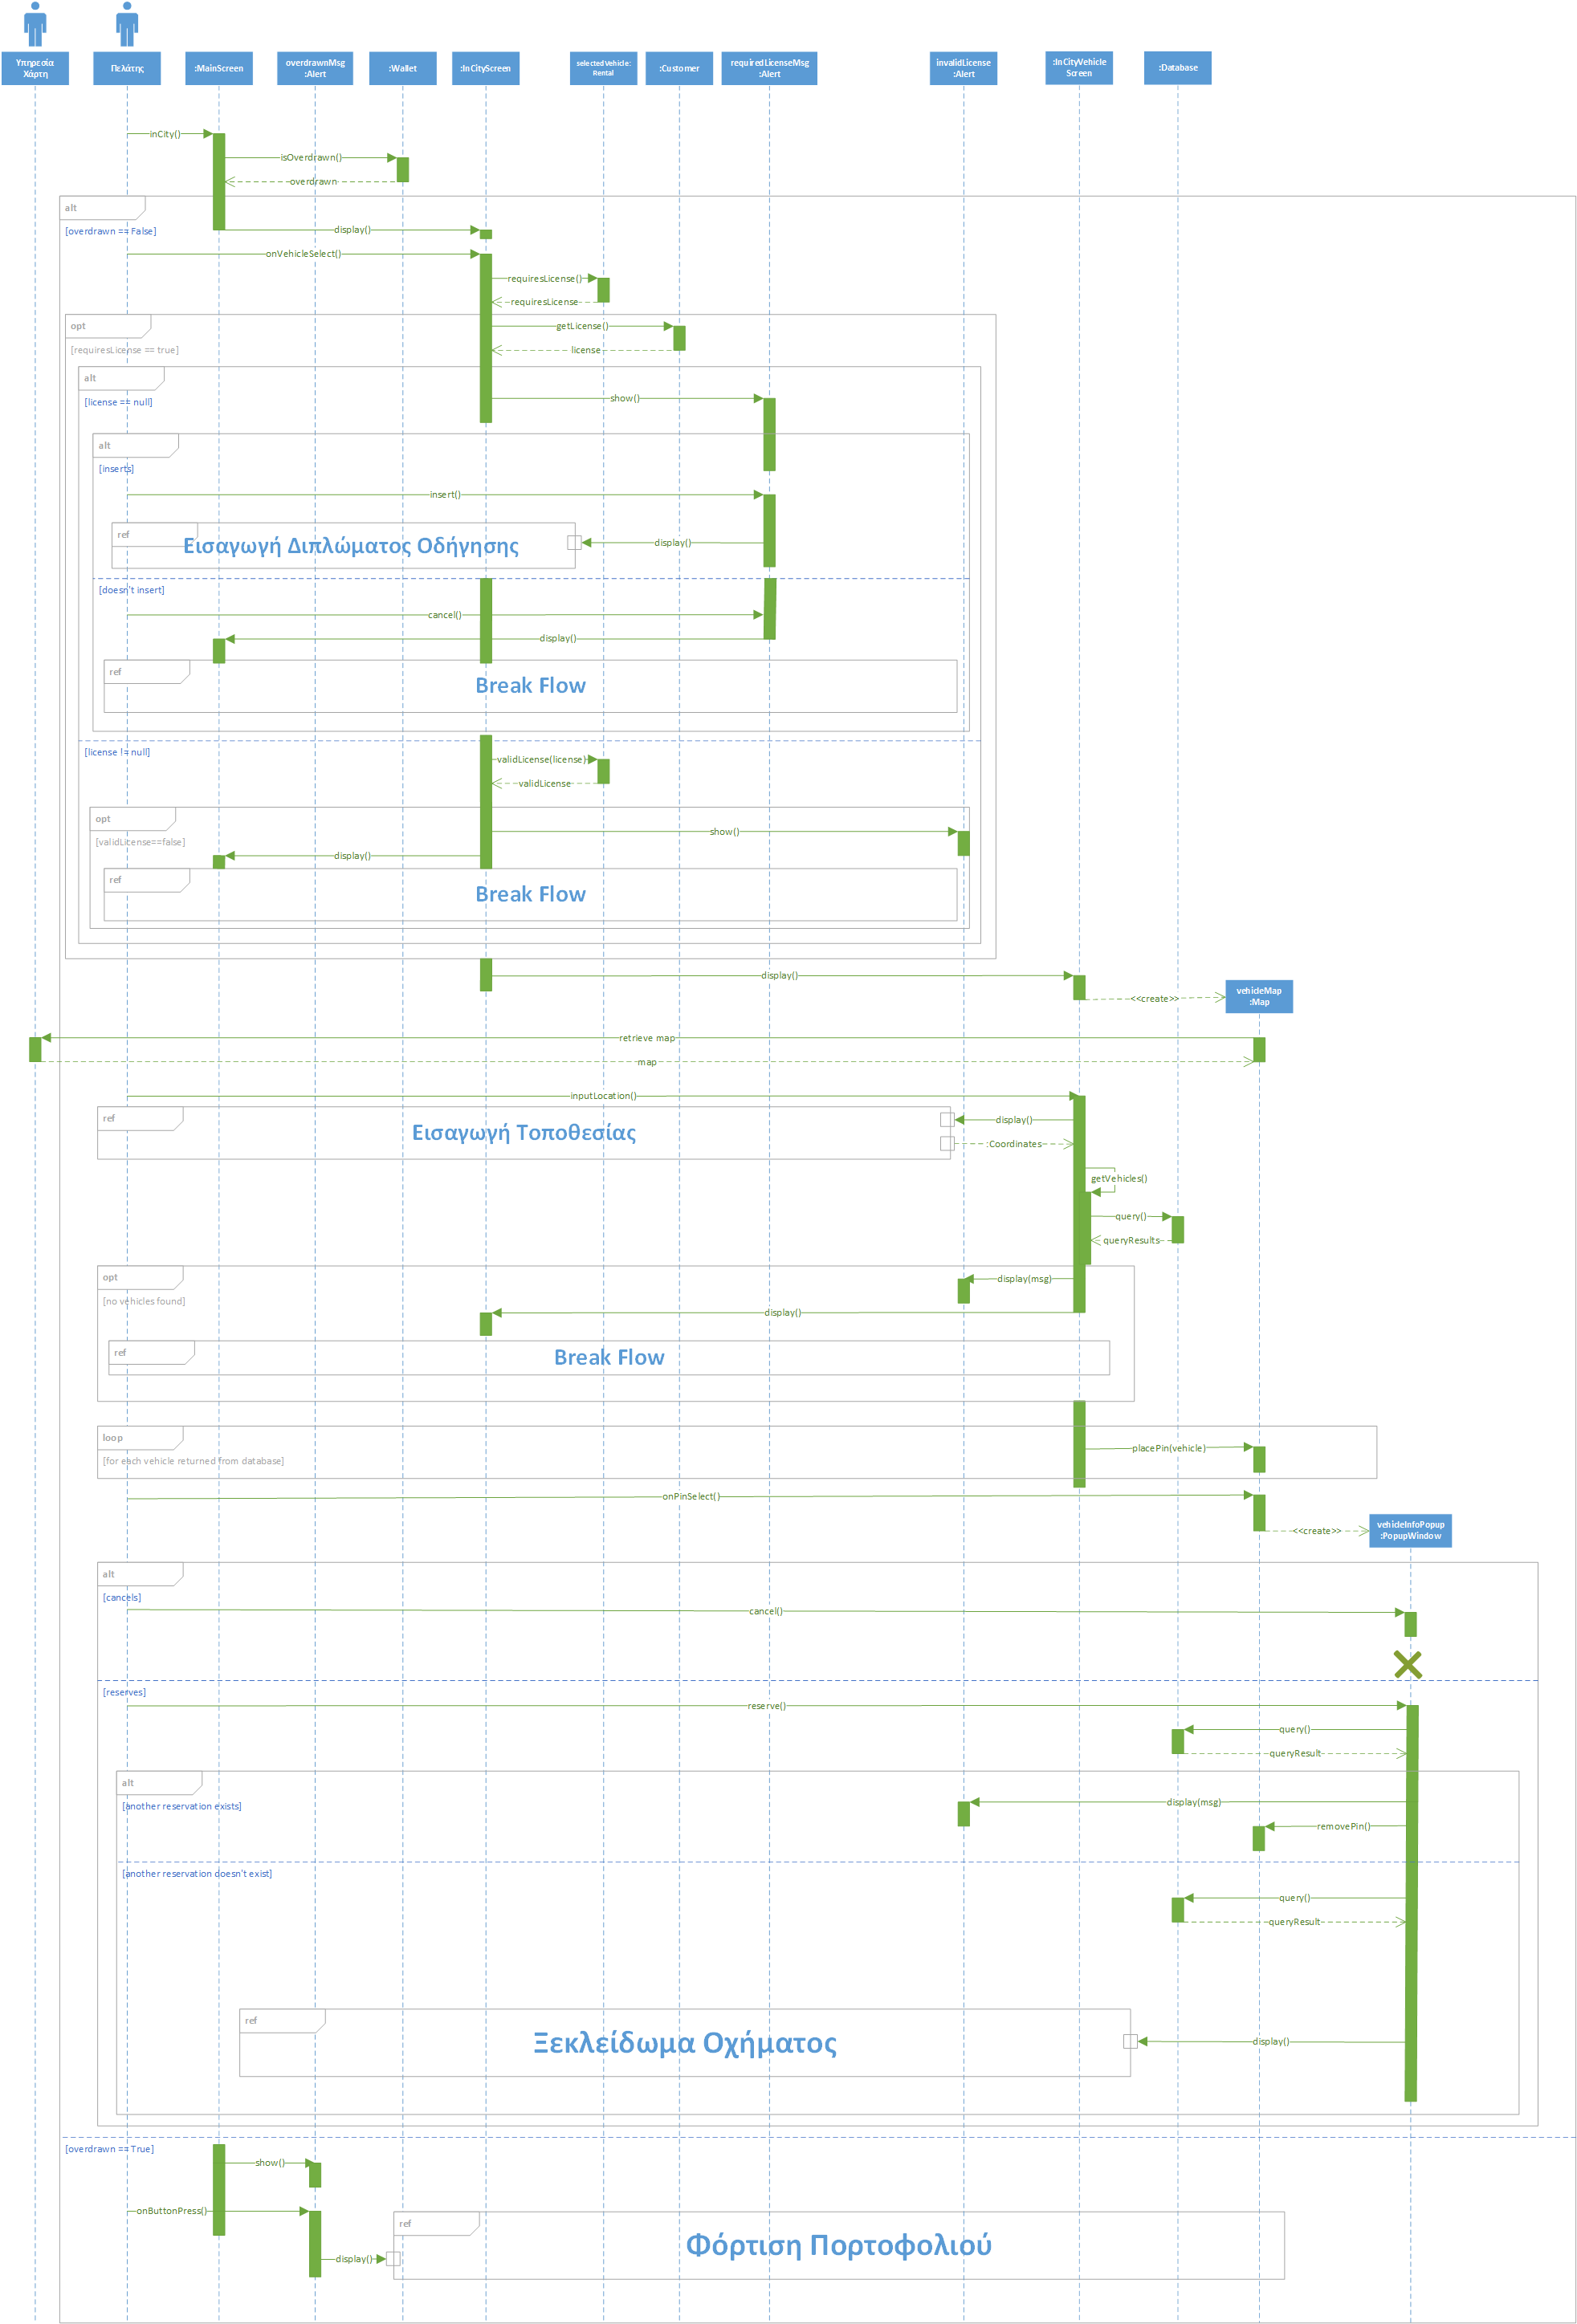 Υπηρεσία
Χάρτη
Πελάτης
:MainScreen
overdrawnMsg
:Alert
:Wallet
:InCityScreen
selectedVehicle:
Rental
:Customer
requiredLicenseMsg
:Alert
invalidLicense
:Alert
:InCityVehicle
Screen
:Database
inCity()
isOverdrawn()
overdrawn
alt
[overdrawn == False]
display()
onVehicleSelect()
requiresLicense()
requiresLicense
opt
getLicense()
[requiresLicense == true]
license
alt
[license == null]
show()
alt
[inserts]
insert()
ref
Εισαγωγή Διπλώματος Οδήγησης
display()
[doesn't insert]
cancel()
display()
ref
Break Flow
[license != null]
validLicense(license)
validLicense
opt
show()
[validLicense==false]
display()
ref
Break Flow
display()
vehicleMap
:Map
<<create>>
retrieve map
map
inputLocation()
ref
Εισαγωγή Τοποθεσίας
display()
:Coordinates
getVehicles()
query()
queryResults
opt
display(msg)
[no vehicles found]
display()
ref
Break Flow
loop
placePin(vehicle)
[for each vehicle returned from database]
onPinSelect()
vehicleInfoPopup
:PopupWindow
<<create>>
alt
[cancels]
cancel()
[reserves]
reserve()
query()
queryResult
alt
[another reservation exists]
display(msg)
removePin()
[another reservation doesn't exist]
query()
queryResult
ref
Ξεκλείδωμα Οχήματος
display()
[overdrawn == True]
show()
onButtonPress()
ref
Φόρτιση Πορτοφολιού
display()